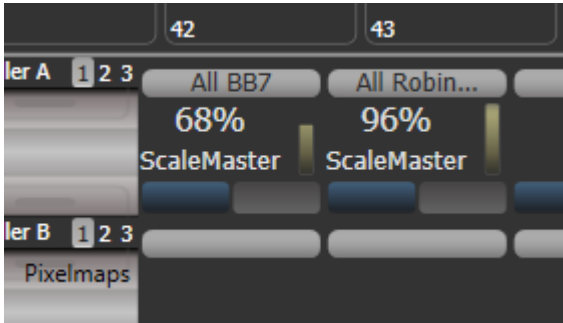 42 43
ler A 1 2 3 All BB7 All Robin...
68% 96%
ScaleMaster ScaleMaster
ler B 1 2 3
Pixelmaps